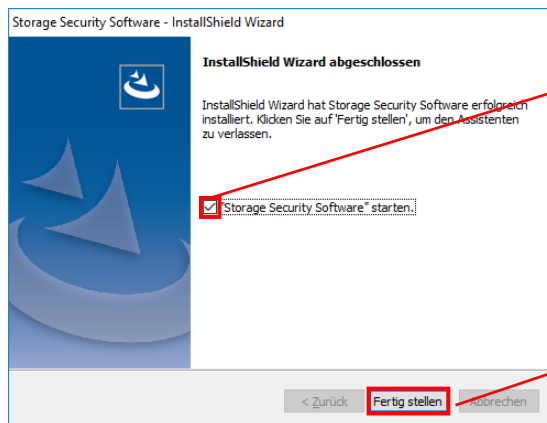 Storage Security Software - InstallShield Wizard
InstallShield Wizard abgeschlossen
InstallShield Wizard hat Storage Security Software erfolgreich
installiert. Klicken Sie auf 'Fertig stellen', um den Assistenten
zu verlassen.
"Storage Security Software" starten.
< Zurück Fertig stellen Abbrechen